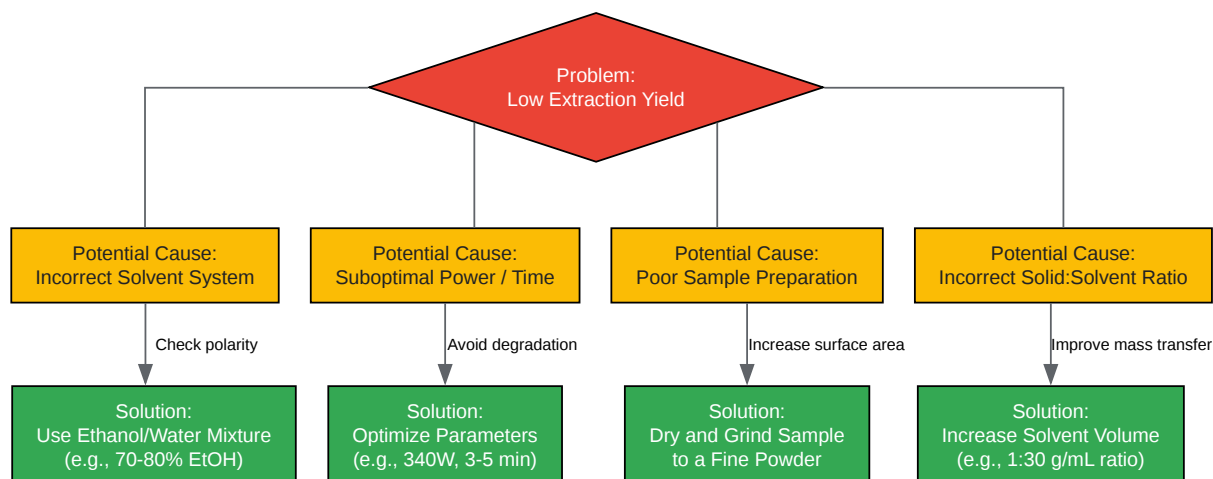 Problem:
Low Extraction Yield
Potential Cause:
Incorrect Solvent System
Potential Cause:
Suboptimal Power / Time
Potential Cause:
Poor Sample Preparation
Potential Cause:
Incorrect Solid:Solvent Ratio
Check polarity
Avoid degradation
Increase surface area
Improve mass transfer
Solution:
Use Ethanol/Water Mixture
(e.g., 70-80% EtOH)
Solution:
Optimize Parameters
(e.g., 340W, 3-5 min)
Solution:
Dry and Grind Sample
to a Fine Powder
Solution:
Increase Solvent Volume
(e.g., 1:30 g/mL ratio)